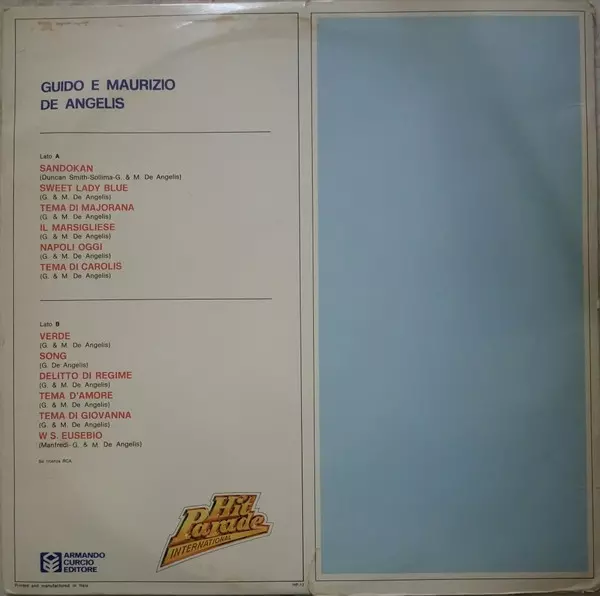 GUIDO E MAURIZIO
DE ANGELIS
Lato A
SANDOKAN
(Duncan Smith-Sollima-G. & M. De Angelis)
SWEET LADY BLUE
(G. & M. De Angelis)
TEMA DI MAJORANA
(G. & M. De Angelis)
IL MARSIGLIESE
(G. & M. De Angelis)
NAPOLI OGGI
(G. & M. De Angelis)
TEMA DI CAROLIS
(G. & M. De Angelis)
Lato B
VERDE
(G. & M. De Angelis)
SONG
(G. De Angelis)
DELITTO DI REGIME
(G. & M. De Angelis)
TEMA D'AMORE
(G. & M. De Angelis)
TEMA DI GIOVANNA
(G. & M. De Angelis)
W S. EUSEBIO
(Manfredi-G. & M. De Angelis)
RCA
Hit
Parade
INTERNATIONAL
ARMANDO
CURCIO
EDITORE
Printed and manufactured in Italy